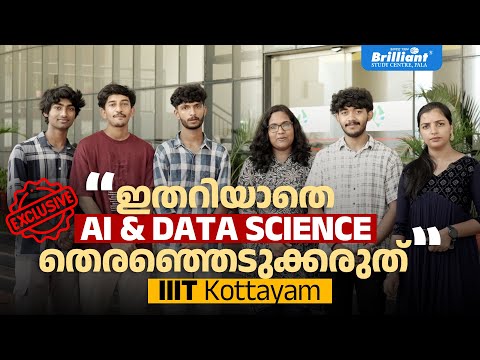 Brilliant
STUDY CENTRE, PALA
EXCLUSIVE
“ഇതറിയാതെ
AI & DATA SCIENCE
തെരഞ്ഞെടുക്കരുത്”
IIIT Kottayam